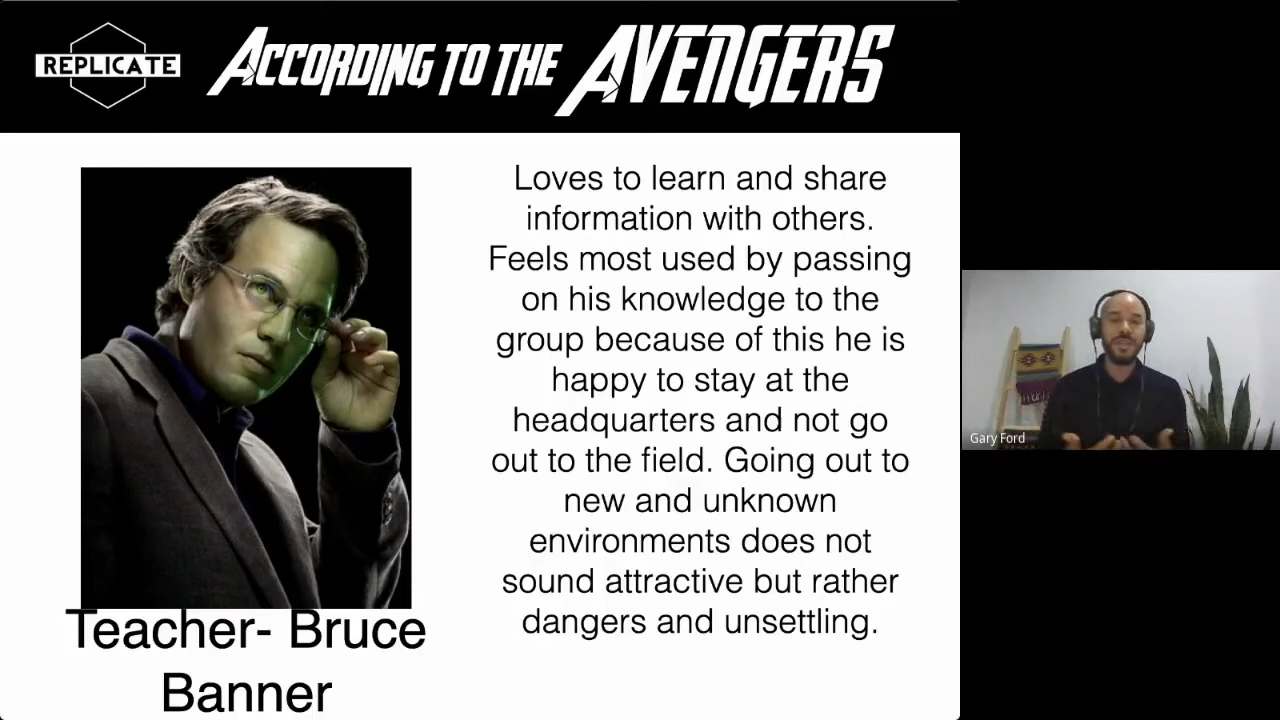 REPLICATE
ACCORDING TO THE AVENGERS
Loves to learn and share
information with others.
Feels most used by passing
on his knowledge to the
group because of this he is
happy to stay at the
headquarters and not go
out to the field. Going out to
new and unknown
environments does not
sound attractive but rather
dangers and unsettling.
Teacher- Bruce
Banner
Gary Ford